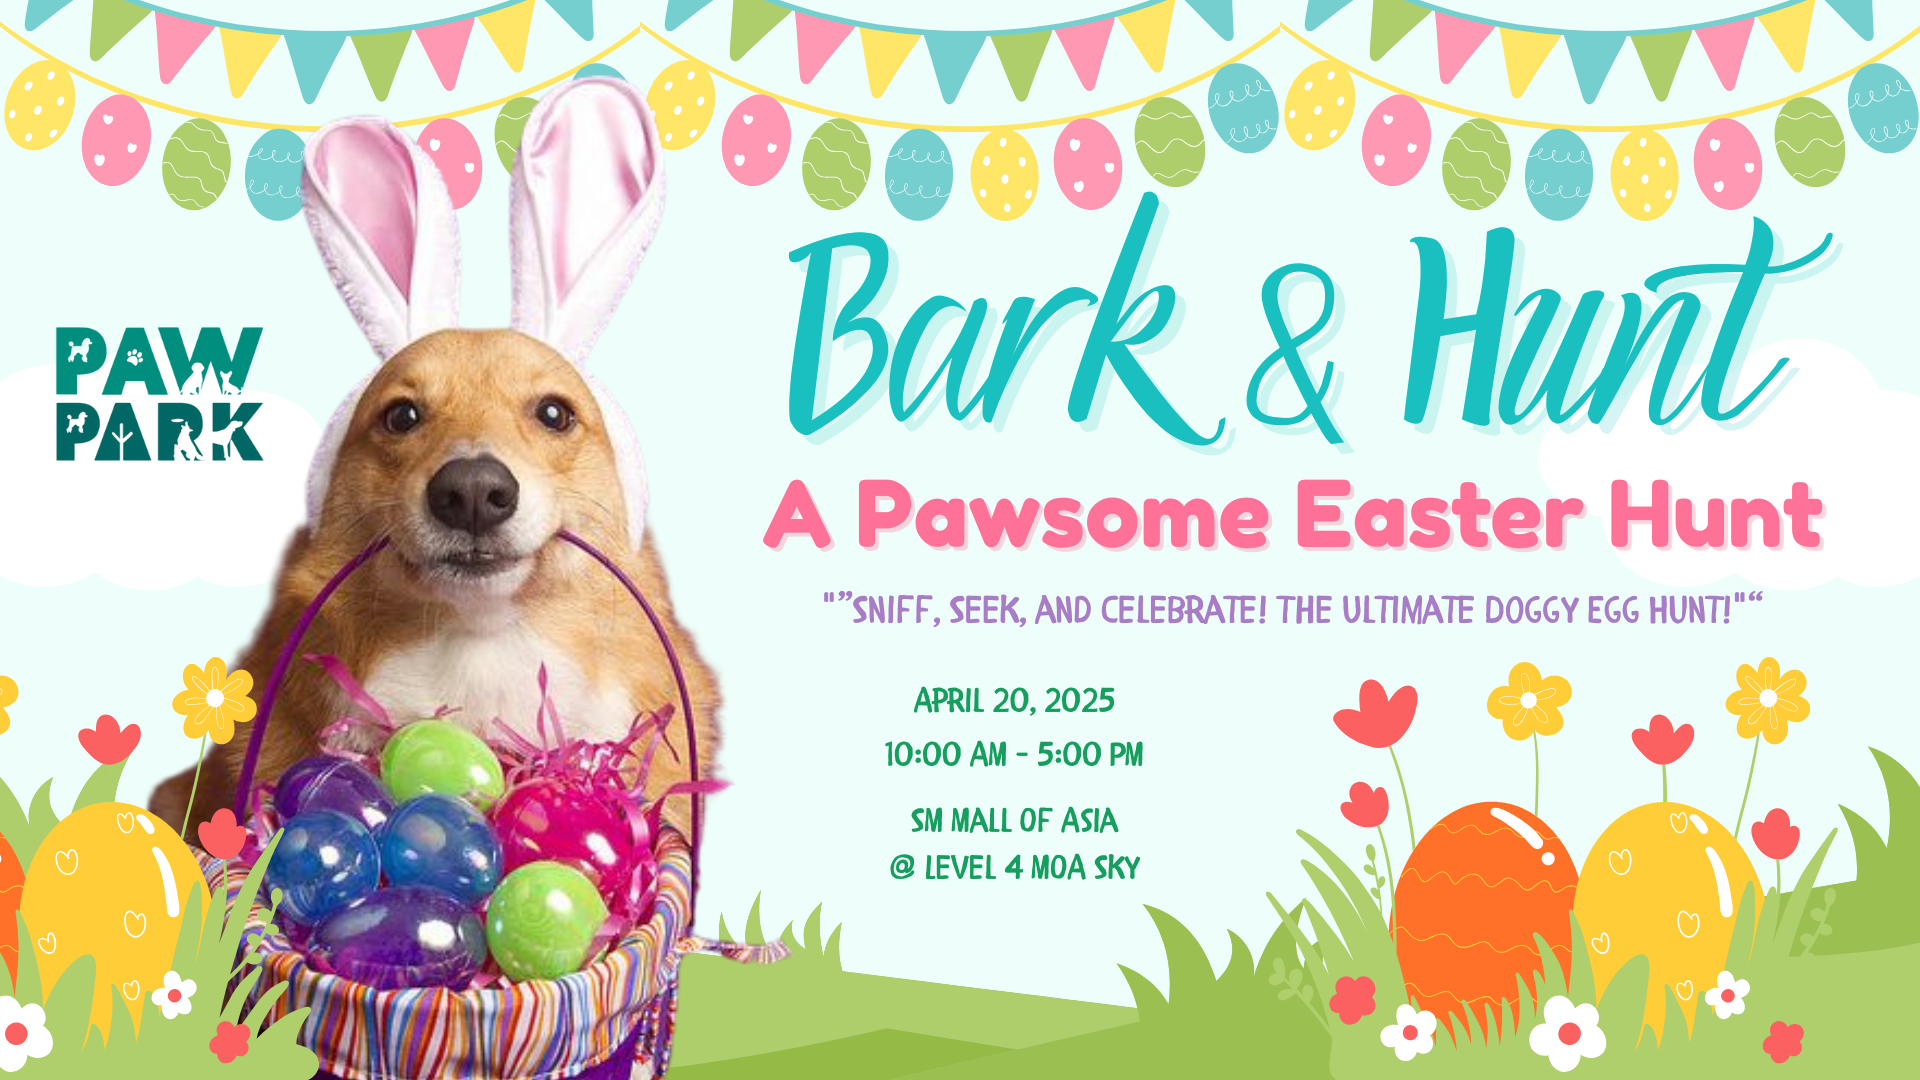 PAW
PARK
Bark & Hunt
A Pawsome Easter Hunt
"”SNIFF, SEEK, AND CELEBRATE! THE ULTIMATE DOGGY EGG HUNT!"“
APRIL 20, 2025
10:00 AM - 5:00 PM
SM MALL OF ASIA
@ LEVEL 4 MOA SKY